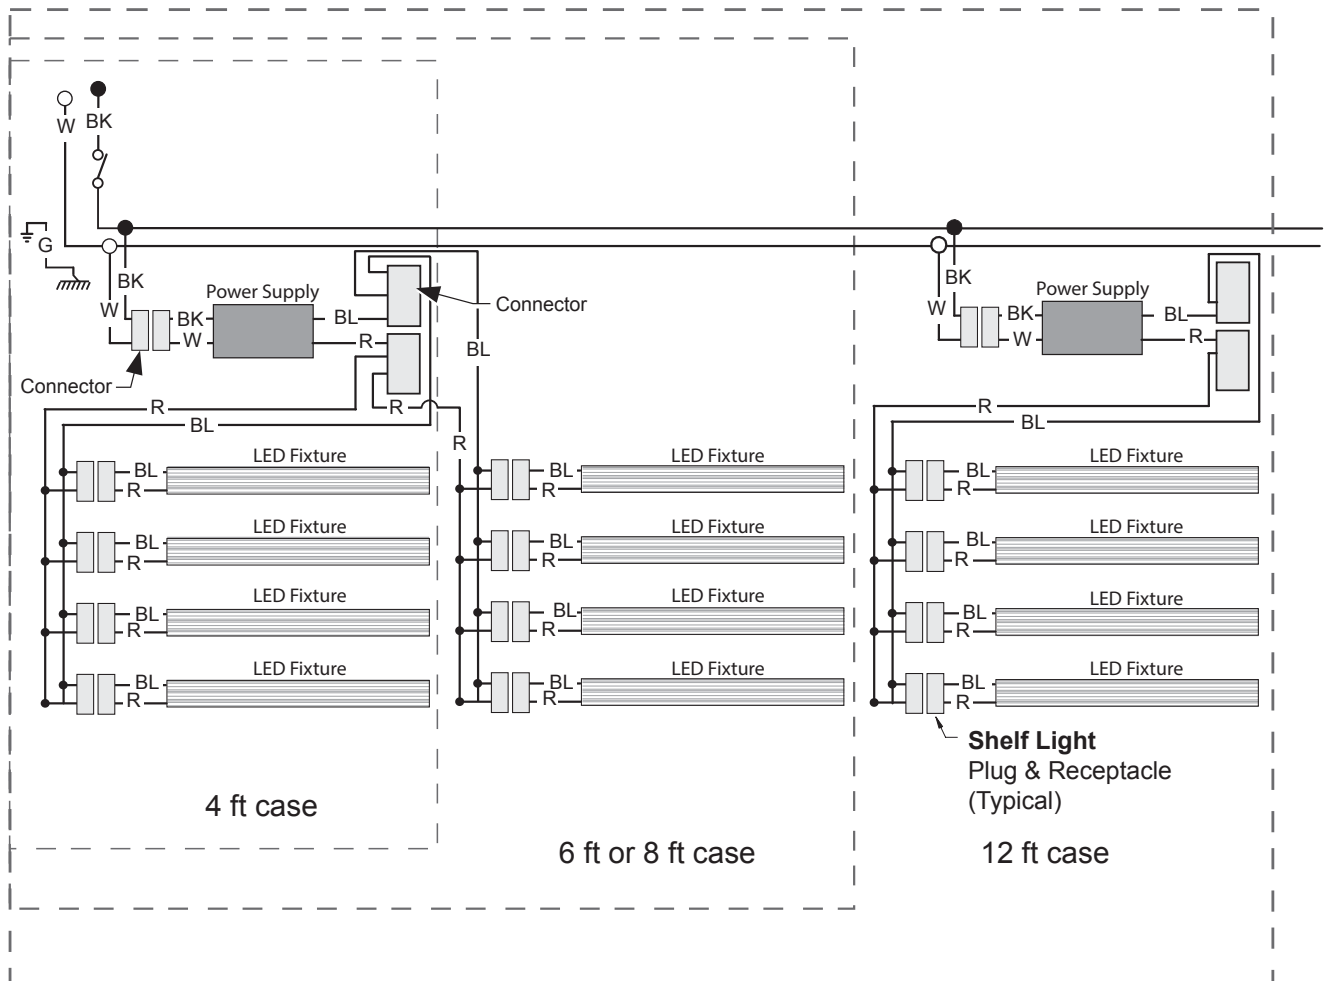 W
BK
G
BK
W
Power Supply
BK
W
BL
R
Connector
Connector
BL
R
BL
R
R
BK
W
Power Supply
BK
W
BL
R
R
BL
LED Fixture
BL
R
LED Fixture
BL
R
LED Fixture
BL
R
LED Fixture
BL
R
LED Fixture
BL
R
LED Fixture
BL
R
LED Fixture
BL
R
LED Fixture
BL
R
LED Fixture
BL
R
LED Fixture
BL
R
LED Fixture
BL
R
LED Fixture
BL
R
Shelf Light
Plug & Receptacle
(Typical)
4 ft case
6 ft or 8 ft case
12 ft case